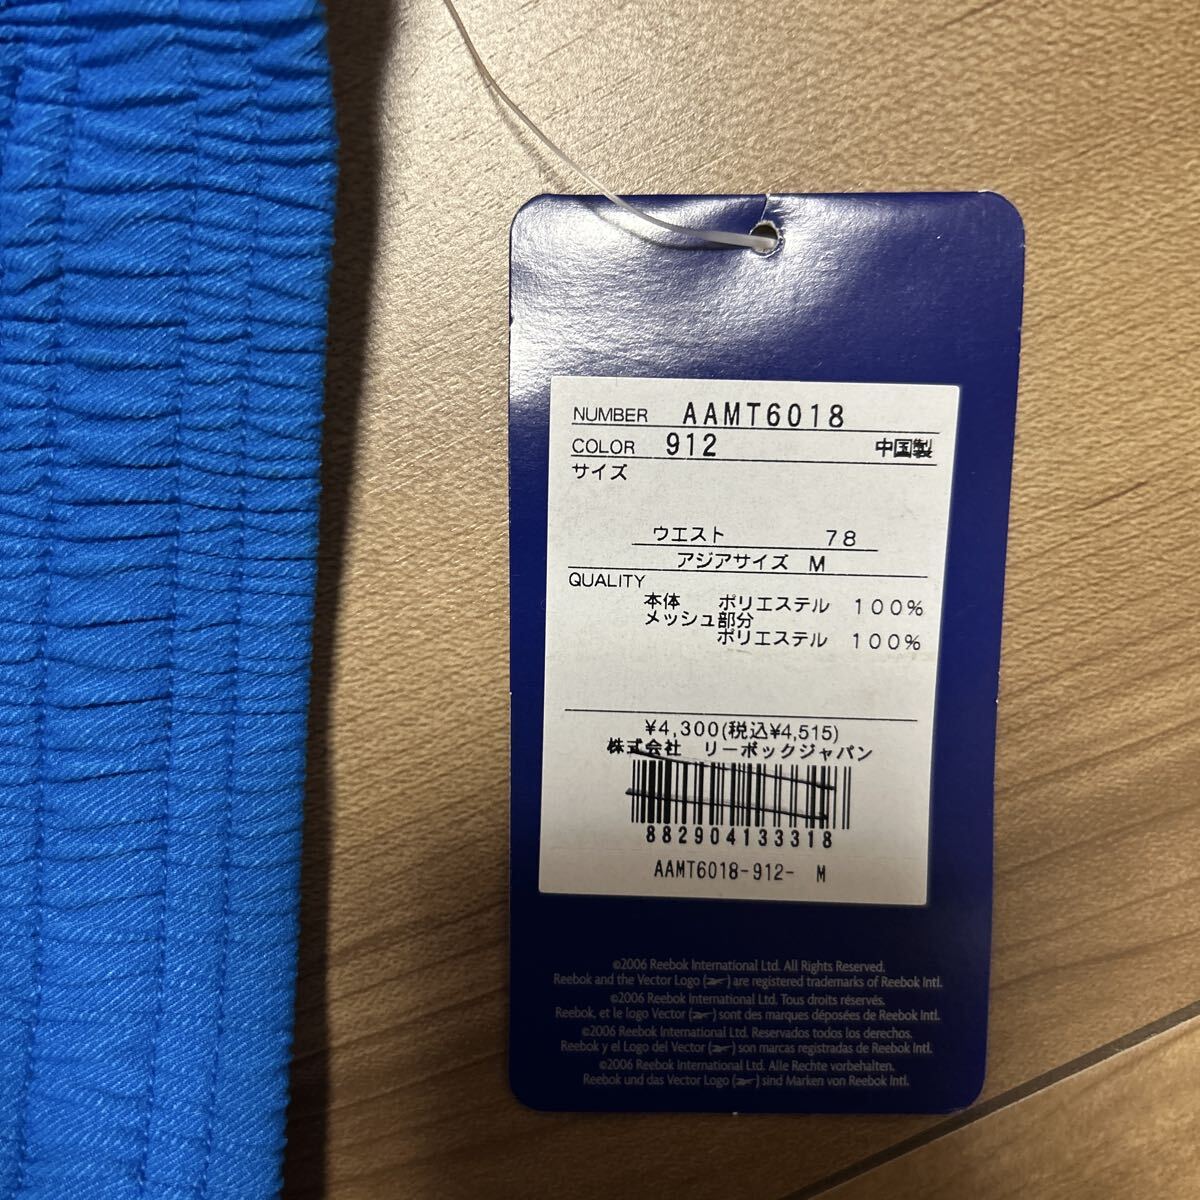 NUMBER AAMT6018
COLOR 912 中国製
サイズ
ウエスト 78
アジアサイズ M
QUALITY
本体 ポリエステル 100%
メッシュ部分
ポリエステル 100%
¥4,300(税込¥4,515)
株式会社 リーボックジャパン
882904133318
AAMT6018-912- M
©2006 Reebok International Ltd. All Rights Reserved.
Reebok and the Vector Logo ( ) are registered trademarks of Reebok Intl.
©2006 Reebok International Ltd. Tous droits réservés.
Reebok, et le logo Vector ( ) sont des marques déposées de Reebok Intl.
©2006 Reebok International Ltd. Reservados todos los derechos.
Reebok y el Logo del Vector ( ) son marcas registradas de Reebok Intl.
©2006 Reebok International Ltd. Alle Rechte vorbehalten.
Reebok und das Vector Logo ( ) sind Marken von Reebok Intl.